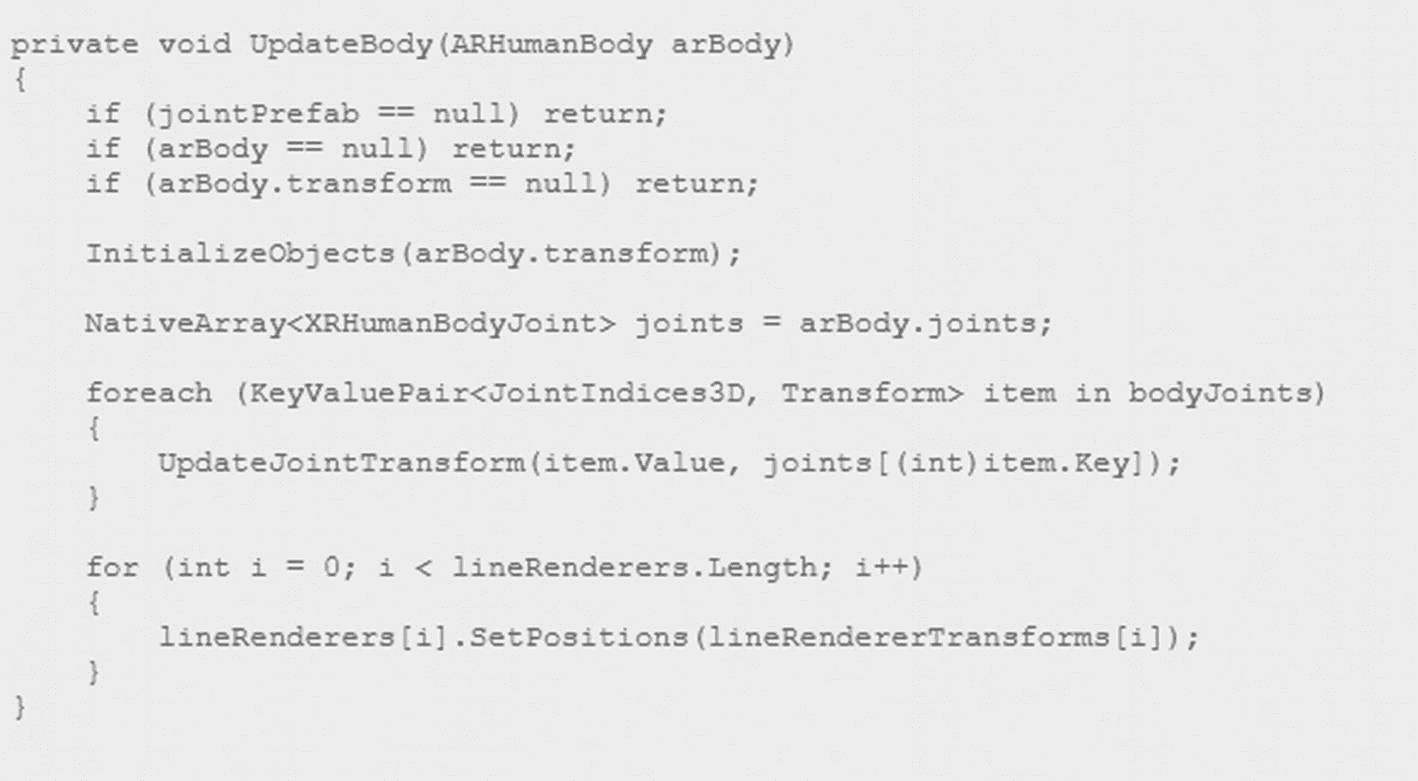 private void UpdateBody(ARHumanBody arBody)
{
    if (jointPrefab == null) return;
    if (arBody == null) return;
    if (arBody.transform == null) return;

    InitializeObjects(arBody.transform);

    NativeArray<XRHumanBodyJoint> joints = arBody.joints;

    foreach (KeyValuePair<JointIndices3D, Transform> item in bodyJoints)
    {
        UpdateJointTransform(item.Value, joints[(int)item.Key]);
    }

    for (int i = 0; i < lineRenderers.Length; i++)
    {
        lineRenderers[i].SetPositions(lineRendererTransforms[i]);
    }
}